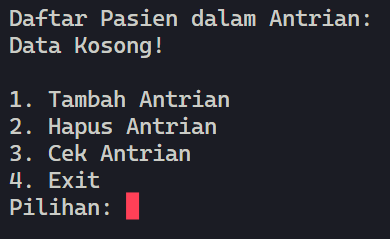 Daftar Pasien dalam Antrian:
Data Kosong!
1. Tambah Antrian
2. Hapus Antrian
3. Cek Antrian
4. Exit
Pilihan: